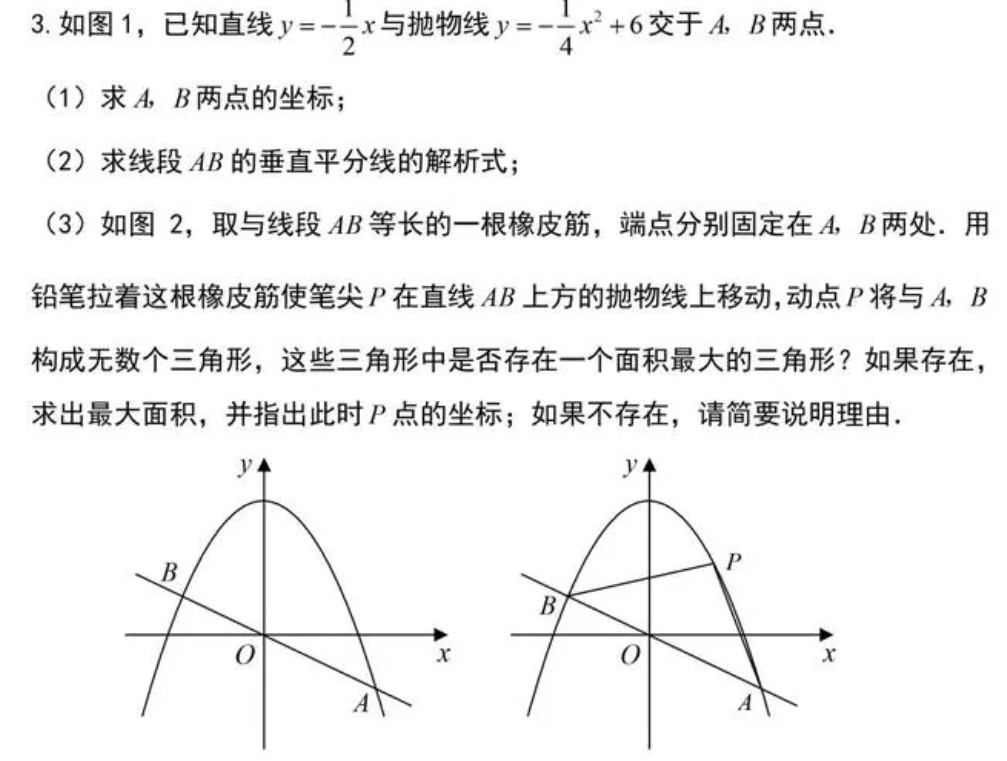 3. 如图 1，已知直线 y = -1/2 x 与抛物线 y = -1/4 x² + 6 交于 A，B 两点．
（1）求 A，B 两点的坐标；
（2）求线段 AB 的垂直平分线的解析式；
（3）如图 2，取与线段 AB 等长的一根橡皮筋，端点分别固定在 A，B 两处．用
铅笔拉着这根橡皮筋使笔尖 P 在直线 AB 上方的抛物线上移动，动点 P 将与 A，B
构成无数个三角形，这些三角形中是否存在一个面积最大的三角形？如果存在，
求出最大面积，并指出此时 P 点的坐标；如果不存在，请简要说明理由．
y
B
O
x
A
y
P
B
O
x
A